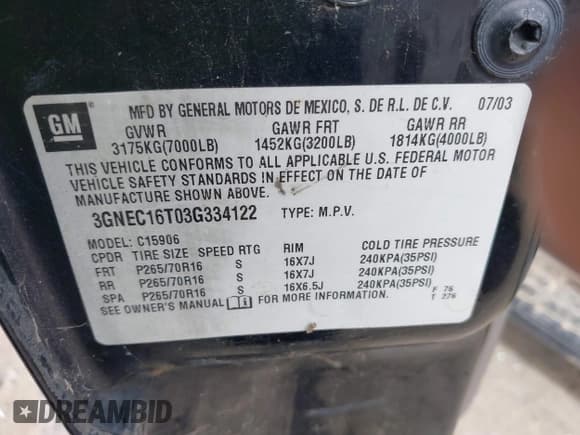 GM
MFD BY GENERAL MOTORS DE MEXICO, S. DE R.L. DE C.V. 07/03
GVWR GAWR FRT GAWR RR
3175KG(7000LB) 1452KG(3200LB) 1814KG(4000LB)
THIS VEHICLE CONFORMS TO ALL APPLICABLE U.S. FEDERAL MOTOR
VEHICLE SAFETY STANDARDS IN EFFECT ON THE DATE OF
MANUFACTURE SHOWN ABOVE.
3GNEC16T03G334122 TYPE: M.P.V.
MODEL: C15906
CPDR TIRE SIZE SPEED RTG RIM COLD TIRE PRESSURE
FRT P265/70R16 S 16X7J 240KPA(35PSI)
RR P265/70R16 S 16X7J 240KPA(35PSI)
SPA P265/70R16 S 16X6.5J 240KPA(35PSI)
SEE OWNER'S MANUAL FOR MORE INFORMATION. F 76
T 276
DREAMBID